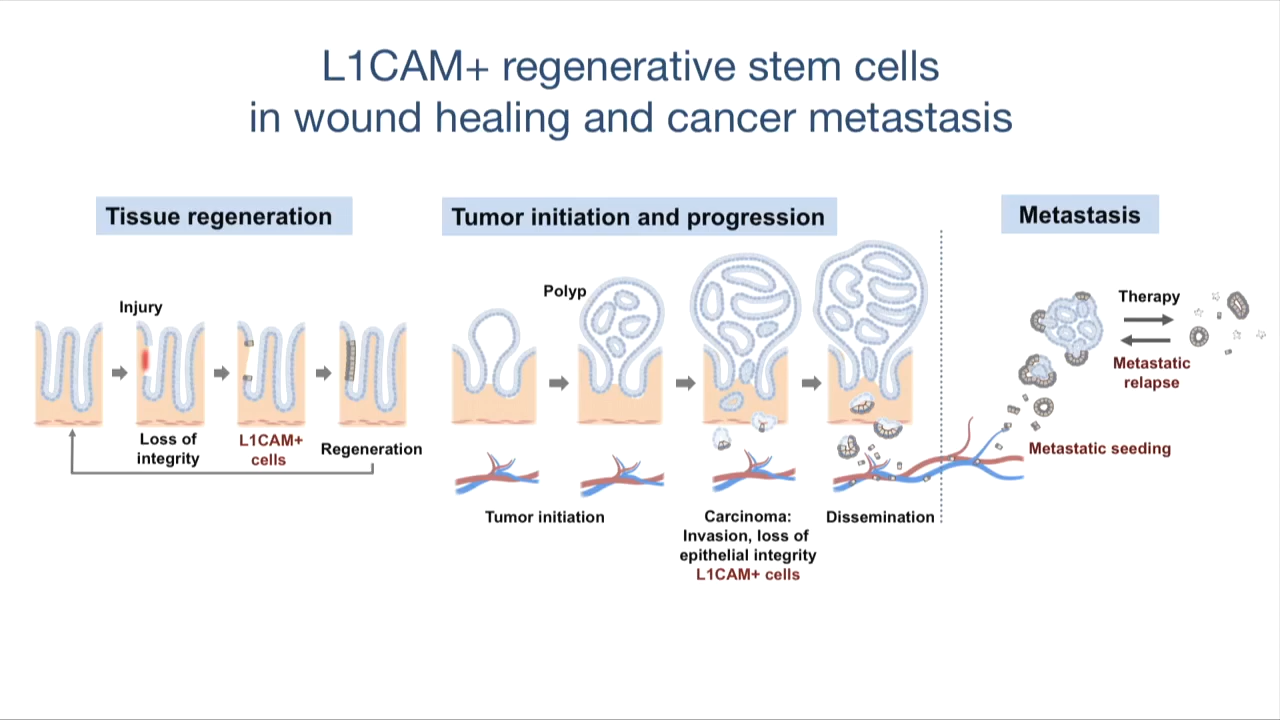 L1CAM+ regenerative stem cells
in wound healing and cancer metastasis
Tissue regeneration
Injury
Loss of
integrity
L1CAM+
cells
Regeneration
Tumor initiation and progression
Polyp
Tumor initiation
Carcinoma:
Invasion, loss of
epithelial integrity
L1CAM+ cells
Dissemination
Metastasis
Therapy
Metastatic
relapse
Metastatic seeding